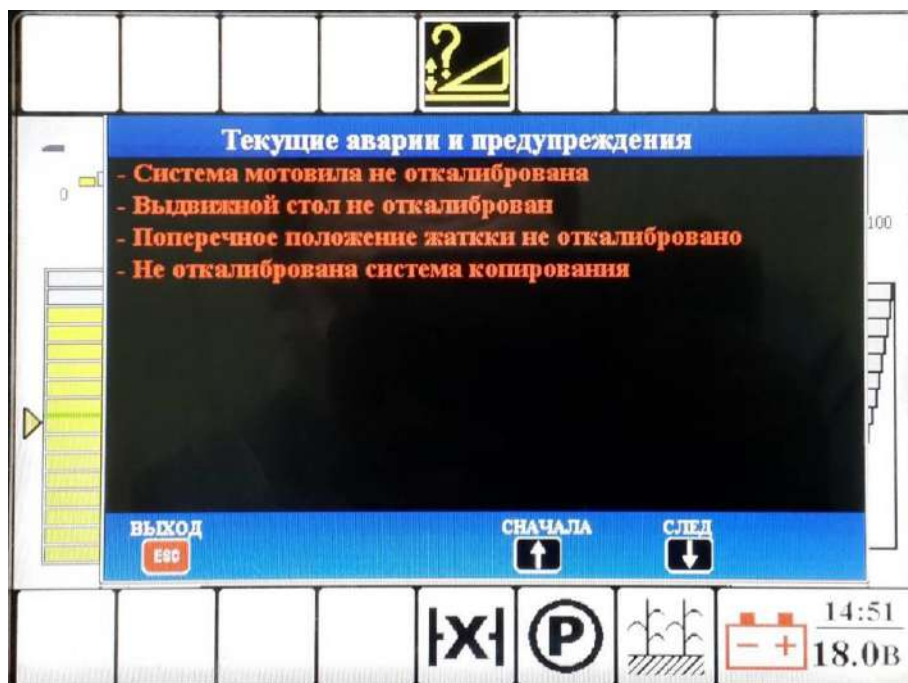 ?
Текущие аварии и предупреждения
- Система мотовила не откалибрована
- Выдвижной стол не откалиброван
- Поперечное положение жаткки не откалибровано
- Не откалибрована система копирования
0
100
ВЫХОД
ESC
СНАЧАЛА
СЛЕД
X
P
14:51
18.0В